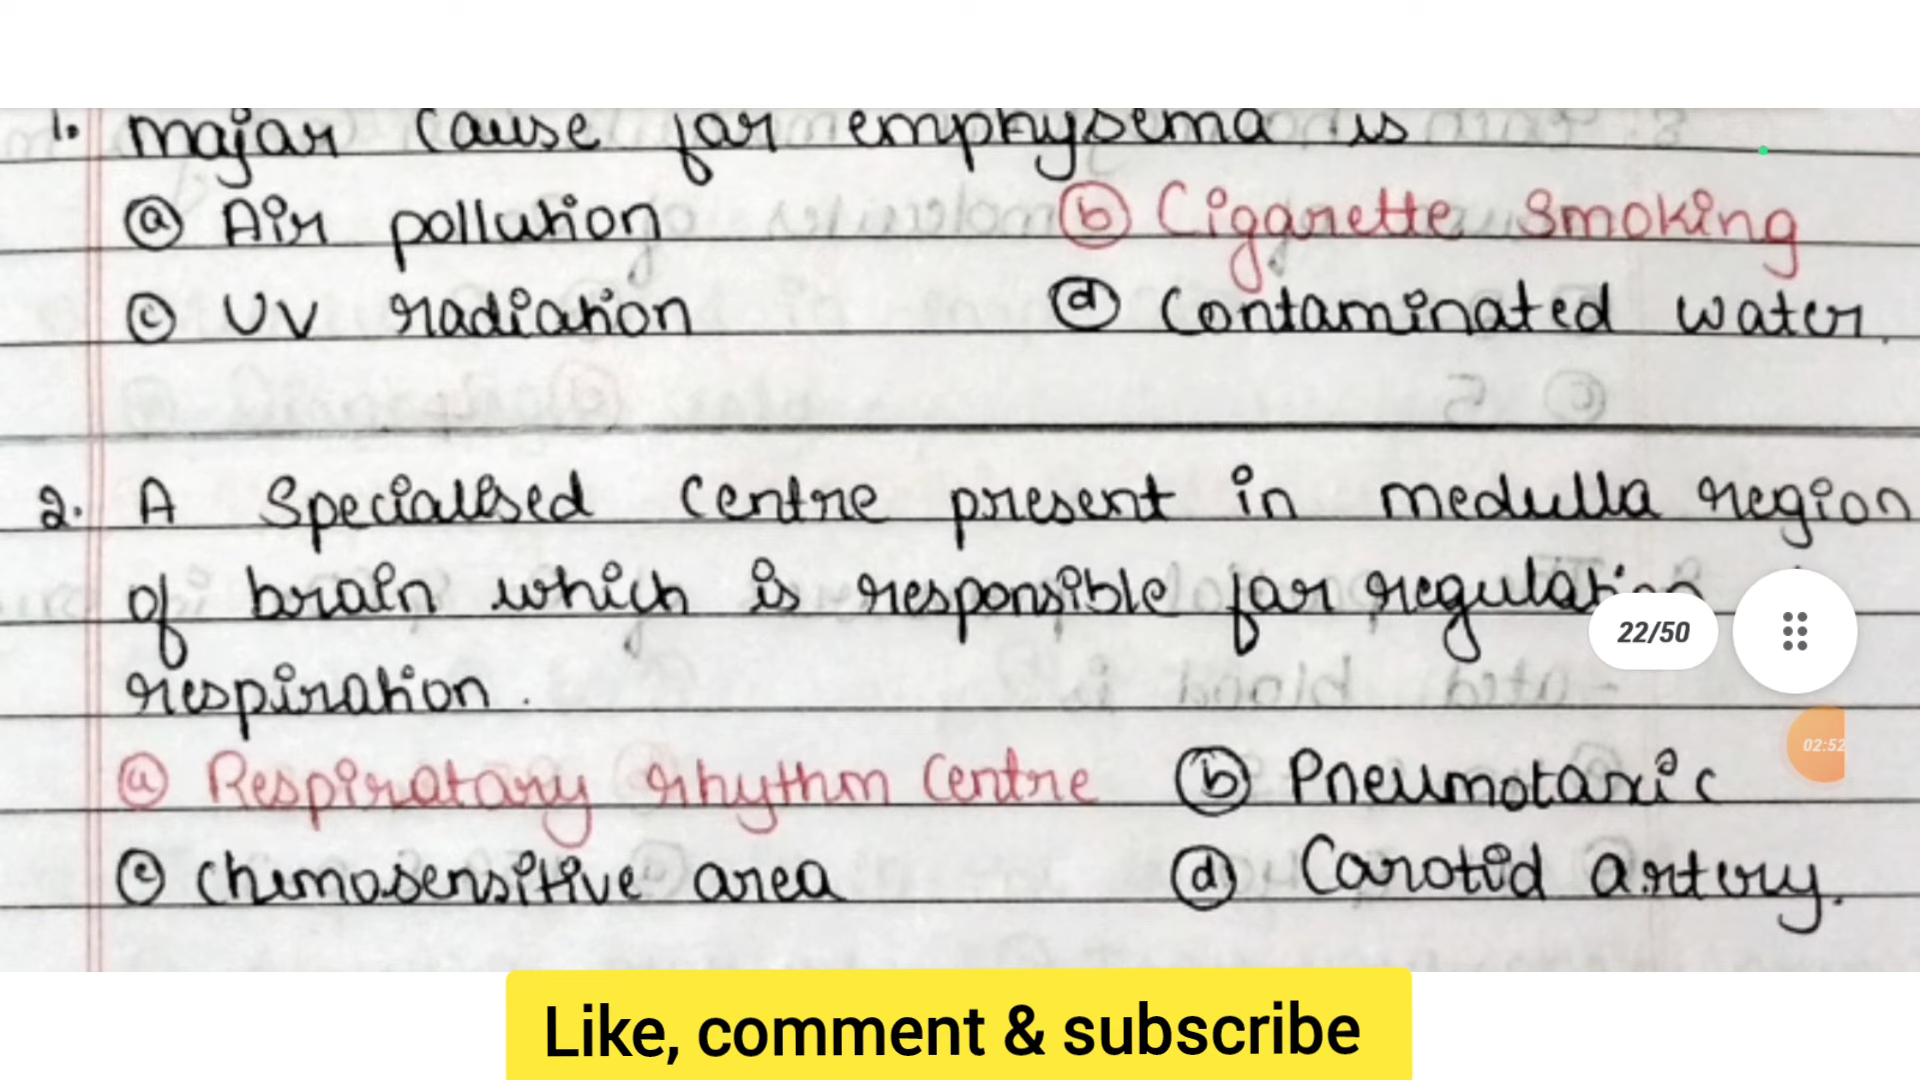 1. major cause for emphysema is
ⓐ Air pollution ⓑ Cigarette Smoking
ⓒ UV radiation ⓓ Contaminated water.
2. A Specialised Centre present in medulla region
of brain which is responsible for regulation
respiration.
ⓐ Respiratory rhythm Centre ⓑ Pneumotaxic
ⓒ Chemosensitive area ⓓ Carotid artery.
22/50
02:52
Like, comment & subscribe